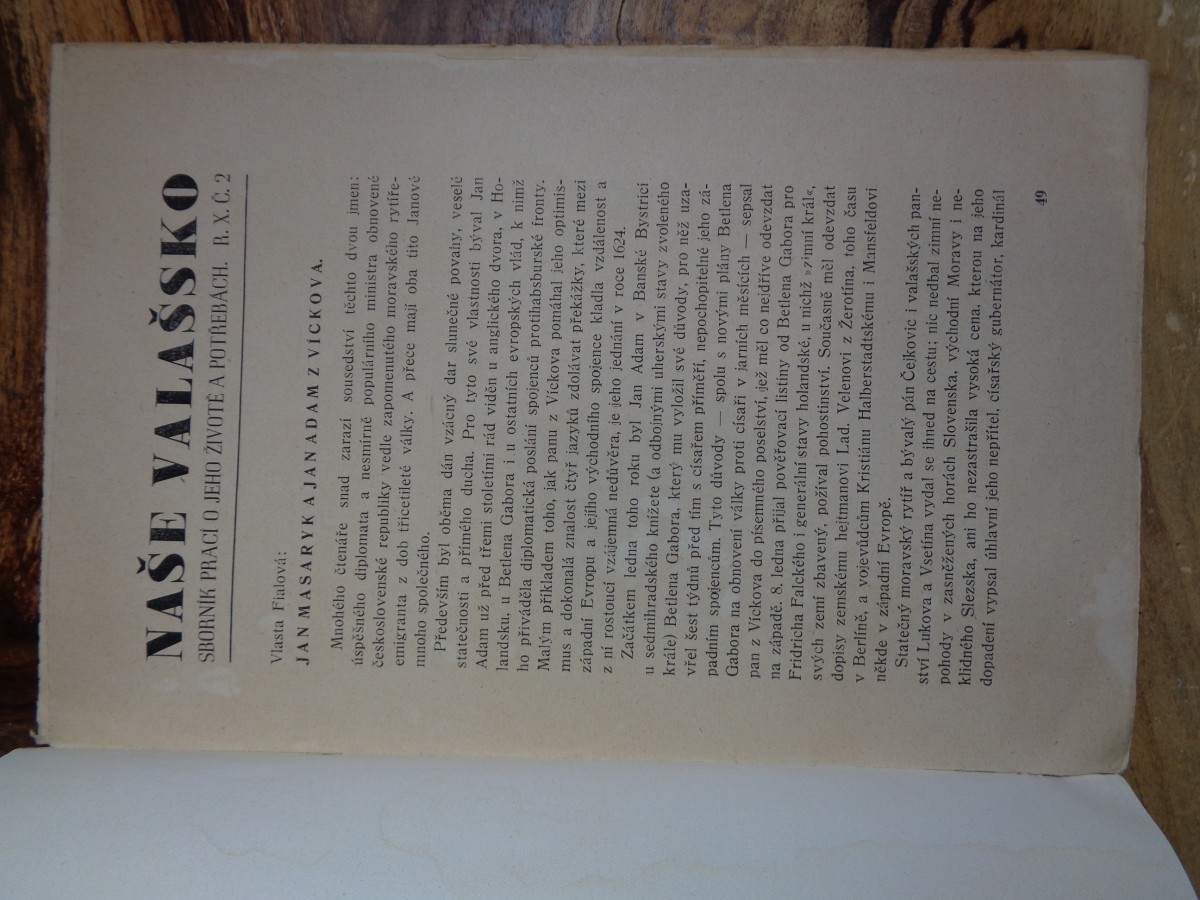 NAŠE VALAŠSKO
SBORNÍK PRACÍ O JEHO ŽIVOTĚ A POTŘEBÁCH. R. X. Č. 2
Vlasta Fialová:
JAN MASARYK A JAN ADAM Z VÍCKOVA.
Mnohého čtenáře snad zarazí sousedství těchto dvou jmen:
úspěšného diplomata a nesmírně populárního ministra obnovené
československé republiky vedle zapomenutého moravského rytíře-
emigranta z dob třicetileté války. A přece mají oba tito Janové
mnoho společného.
Především byl oběma dán vzácný dar slunečné povahy, veselé
statečnosti a přímého ducha. Pro tyto své vlastnosti býval Jan
Adam už před třemi stoletími rád viděn u anglického dvora, v Ho-
landsku, u Betlena Gabora i u ostatních evropských vlád, k nimž
ho přiváděla diplomatická poslání spojenců protihabsburské fronty.
Malým příkladem toho, jak panu z Víckova pomáhal jeho optimis-
mus a dokonalá znalost čtyř jazyků zdolávat překážky, které mezi
západní Evropu a jejího východního spojence kladla vzdálenost a
z ní rostoucí vzájemná nedůvěra, je jeho jednání v roce 1624.
Začátkem ledna toho roku byl Jan Adam v Banské Bystrici
u sedmihradského knížete (a odbojnými uherskými stavy zvoleného
krále) Betlena Gabora, který mu vyložil své důvody, pro něž uza-
vřel šest týdnů před tím s císařem příměří, nepochopitelné jeho zá-
padním spojencům. Tyto důvody — spolu s novými plány Betlena
Gabora na obnovení války proti císaři v jarních měsících — sepsal
pan z Víckova do písemného poselství, jež měl co nejdříve odevzdat
na západě. 8. ledna přijal pověřovací listiny od Betlena Gabora pro
Fridricha Falckého i generální stavy holandské, u nichž »zimní král«,
svých zemí zbavený, požíval pohostinství. Současně měl odevzdat
dopisy zemskému hejtmanovi Lad. Velenovi z Žerotína, toho času
v Berlíně, a vojevůdcům Kristiánu Halberstadtskému i Mansfeldovi
někde v západní Evropě.
Statečný moravský rytíř a bývalý pán Čejkovic i valašských pan-
ství Lukova a Vsetína vydal se ihned na cestu; nic nedbal zimní ne-
pohody v zasněžených horách Slovenska, východní Moravy i ne-
klidného Slezska, ani ho nezastrašila vysoká cena, kterou na jeho
dopadení vypsal úhlavní jeho nepřítel, císařský gubernátor, kardinál
49